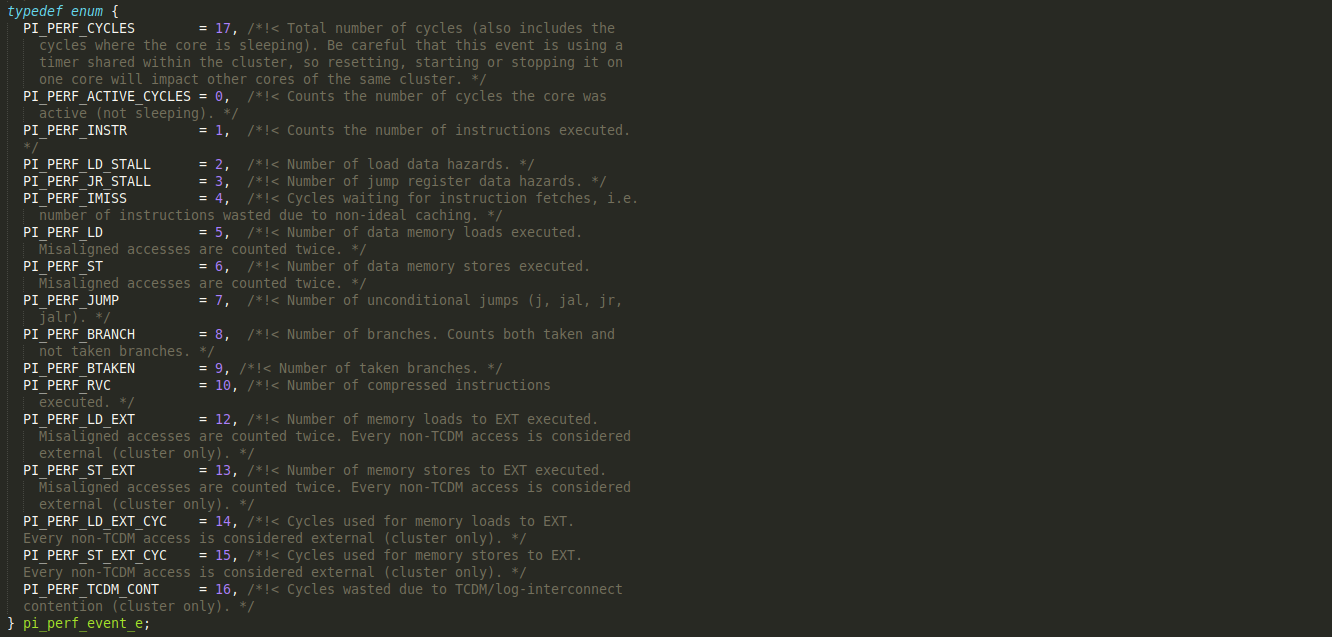 typedef enum {
  PI_PERF_CYCLES        = 17, /*!< Total number of cycles (also includes the
    cycles where the core is sleeping). Be careful that this event is using a
    timer shared within the cluster, so resetting, starting or stopping it on
    one core will impact other cores of the same cluster. */
  PI_PERF_ACTIVE_CYCLES = 0,  /*!< Counts the number of cycles the core was
    active (not sleeping). */
  PI_PERF_INSTR         = 1,  /*!< Counts the number of instructions executed.
  */
  PI_PERF_LD_STALL      = 2,  /*!< Number of load data hazards. */
  PI_PERF_JR_STALL      = 3,  /*!< Number of jump register data hazards. */
  PI_PERF_IMISS         = 4,  /*!< Cycles waiting for instruction fetches, i.e.
    number of instructions wasted due to non-ideal caching. */
  PI_PERF_LD            = 5,  /*!< Number of data memory loads executed.
    Misaligned accesses are counted twice. */
  PI_PERF_ST            = 6,  /*!< Number of data memory stores executed.
    Misaligned accesses are counted twice. */
  PI_PERF_JUMP          = 7,  /*!< Number of unconditional jumps (j, jal, jr,
    jalr). */
  PI_PERF_BRANCH        = 8,  /*!< Number of branches. Counts both taken and
    not taken branches. */
  PI_PERF_BTAKEN        = 9, /*!< Number of taken branches. */
  PI_PERF_RVC           = 10, /*!< Number of compressed instructions
    executed. */
  PI_PERF_LD_EXT        = 12, /*!< Number of memory loads to EXT executed.
    Misaligned accesses are counted twice. Every non-TCDM access is considered
    external (cluster only). */
  PI_PERF_ST_EXT        = 13, /*!< Number of memory stores to EXT executed.
    Misaligned accesses are counted twice. Every non-TCDM access is considered
    external (cluster only). */
  PI_PERF_LD_EXT_CYC    = 14, /*!< Cycles used for memory loads to EXT.
  Every non-TCDM access is considered external (cluster only). */
  PI_PERF_ST_EXT_CYC    = 15, /*!< Cycles used for memory stores to EXT.
  Every non-TCDM access is considered external (cluster only). */
  PI_PERF_TCDM_CONT     = 16, /*!< Cycles wasted due to TCDM/log-interconnect
  contention (cluster only). */
} pi_perf_event_e;